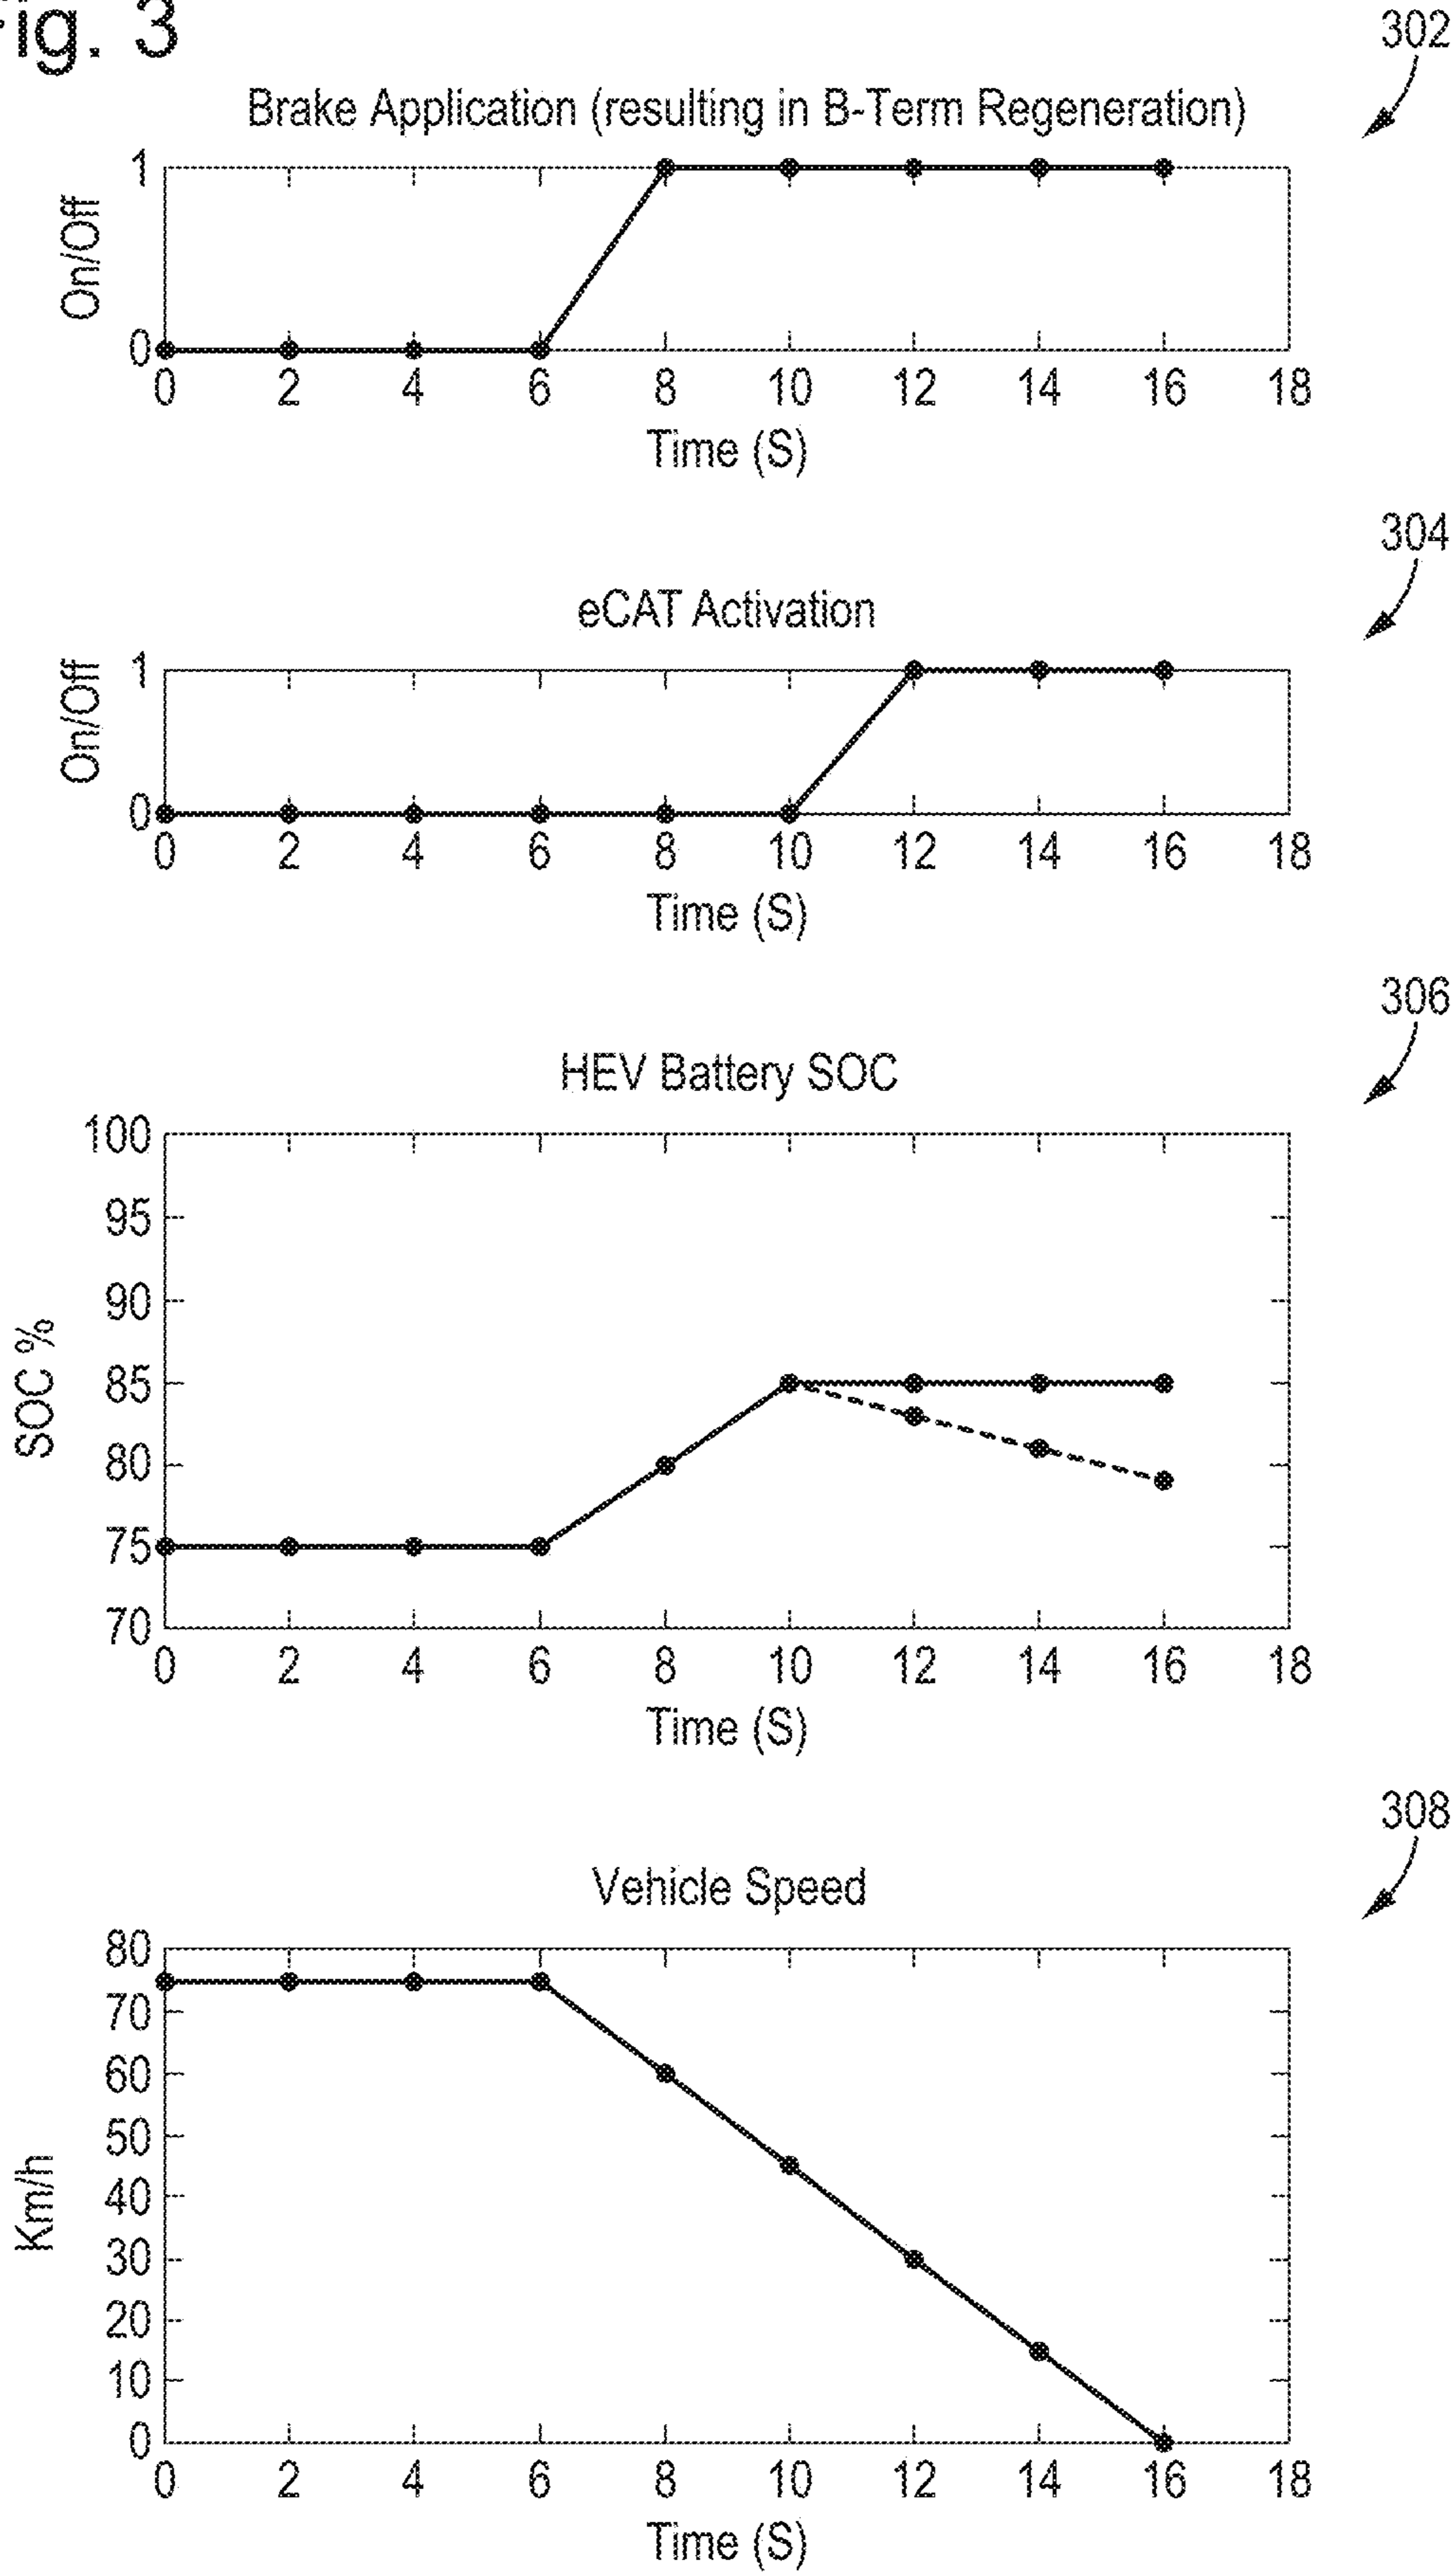 Fig. 3
302
Brake Application (resulting in B-Term Regeneration)
1
On/Off
0
0 2 4 6 8 10 12 14 16 18
Time (S)
304
eCAT Activation
1
On/Off
0
0 2 4 6 8 10 12 14 16 18
Time (S)
306
HEV Battery SOC
100
95
90
85
SOC %
80
75
70
0 2 4 6 8 10 12 14 16 18
Time (S)
308
Vehicle Speed
80
70
60
50
Km/h
40
30
20
10
0
0 2 4 6 8 10 12 14 16 18
Time (S)